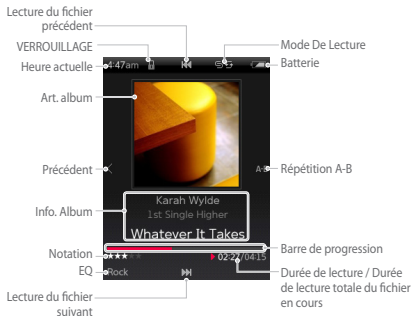 Lecture du fichier
précédent
VERROUILLAGE
Mode De Lecture
Heure actuelle
4:47am
Batterie
Art. album
Précédent
A-B
Répétition A-B
Karah Wylde
Info. Album
1st Single Higher
Whatever It Takes
Barre de progression
Notation
02:27/04:15
Durée de lecture / Durée
de lecture totale du fichier
en cours
EQ
Rock
Lecture du fichier
suivant